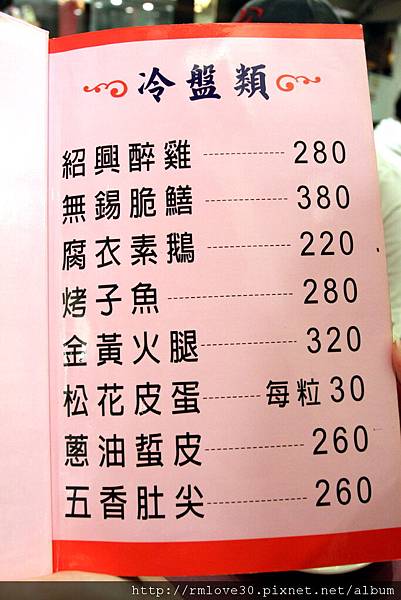 冷盤類
紹興醉雞 280
無錫脆鱔 380
腐衣素鵝 220
烤子魚 280
金黃火腿 320
松花皮蛋 每粒30
蔥油蜇皮 260
五香肚尖 260
http://rmlove30.pixnet.net/album